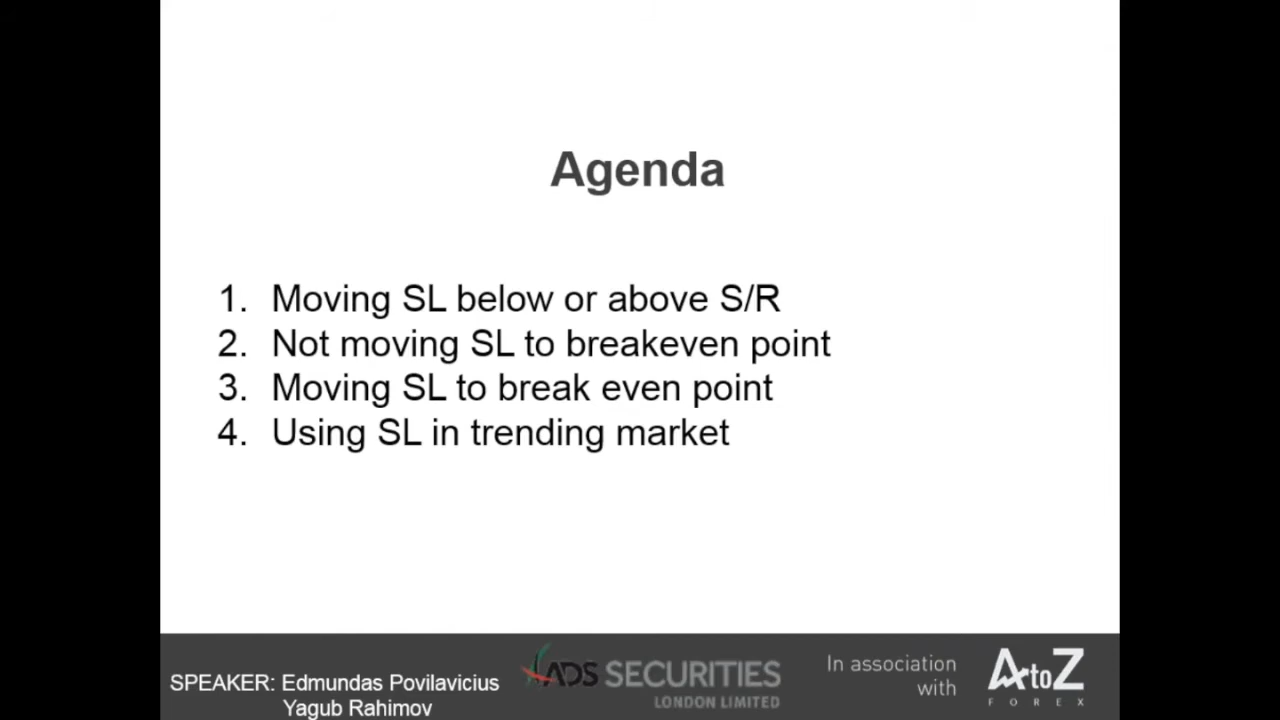 Agenda
1. Moving SL below or above S/R
2. Not moving SL to breakeven point
3. Moving SL to break even point
4. Using SL in trending market
SPEAKER: Edmundas Povilavicius
Yagub Rahimov
ADS SECURITIES
LONDON LIMITED
In association
with
AtoZ
FOREX